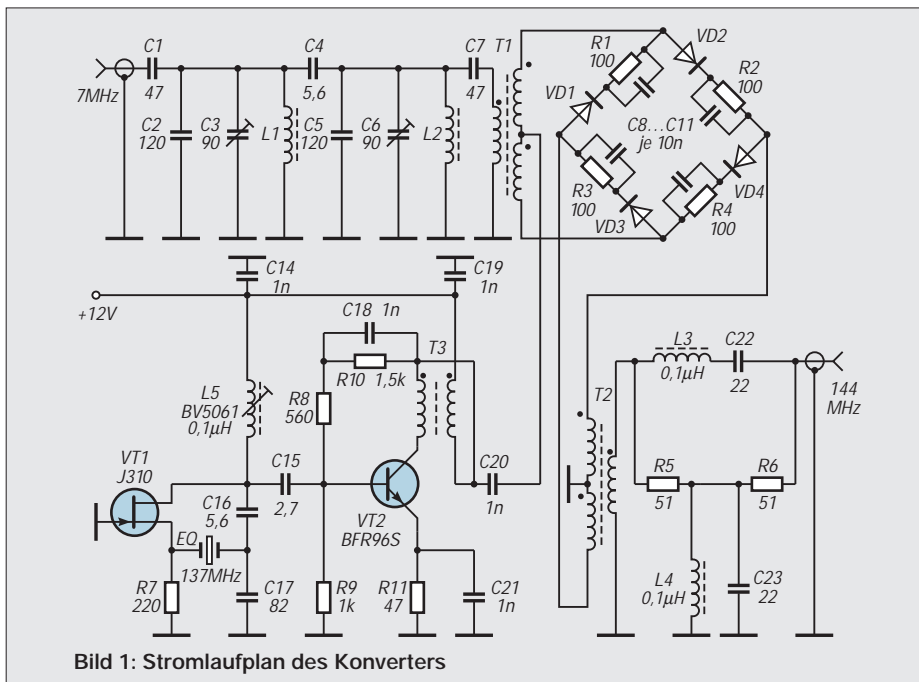 C1
47
7MHz
C2
120
C3
90
L1
C4
5,6
C5
120
C6
90
L2
C7
47
T1
R1
100
VD1
VD2
R2
100
C8...C11
je 10n
R3
100
VD3
VD4
R4
100
C14
1n
C19
1n
+12V
C18 1n
R10 1,5k
T3
L5
BV5061
0,1µH
R8
560
VT1
J310
C15
2,7
C16
5,6
EQ
137MHz
VT2
BFR96S
C20
1n
R7
220
C17
82
R9
1k
R11
47
C21
1n
T2
L3
0,1µH
C22
22
144
MHz
R5
51
R6
51
L4
0,1µH
C23
22
Bild 1: Stromlaufplan des Konverters